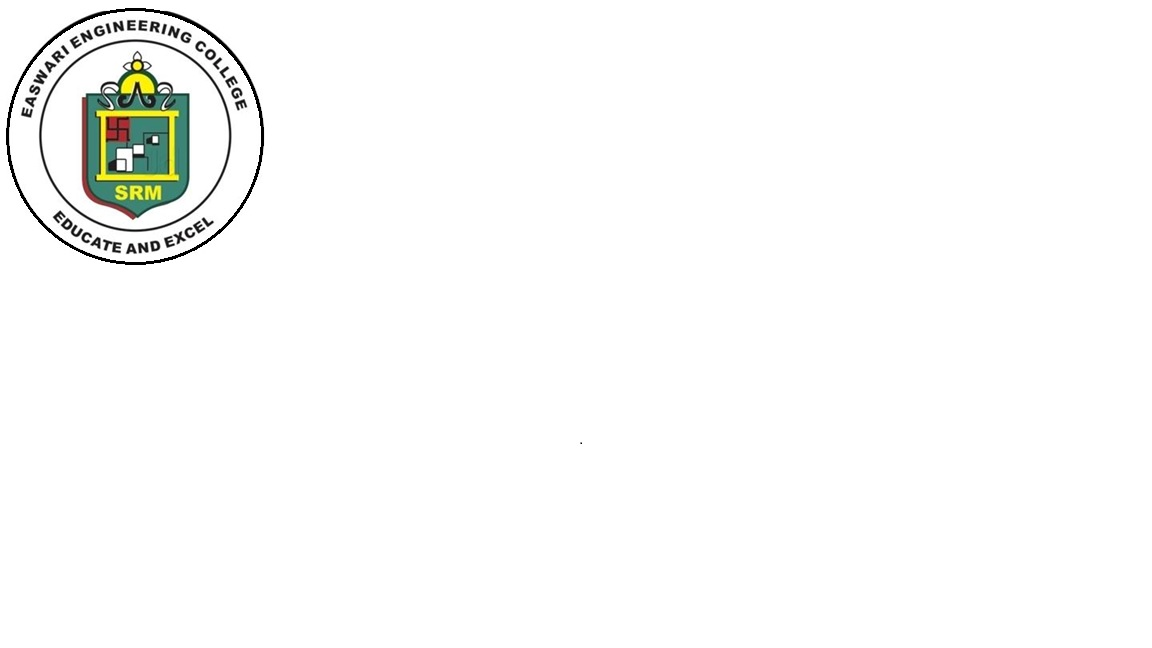 EASWARI ENGINEERING COLLEGE
SRM
EDUCATE AND EXCEL